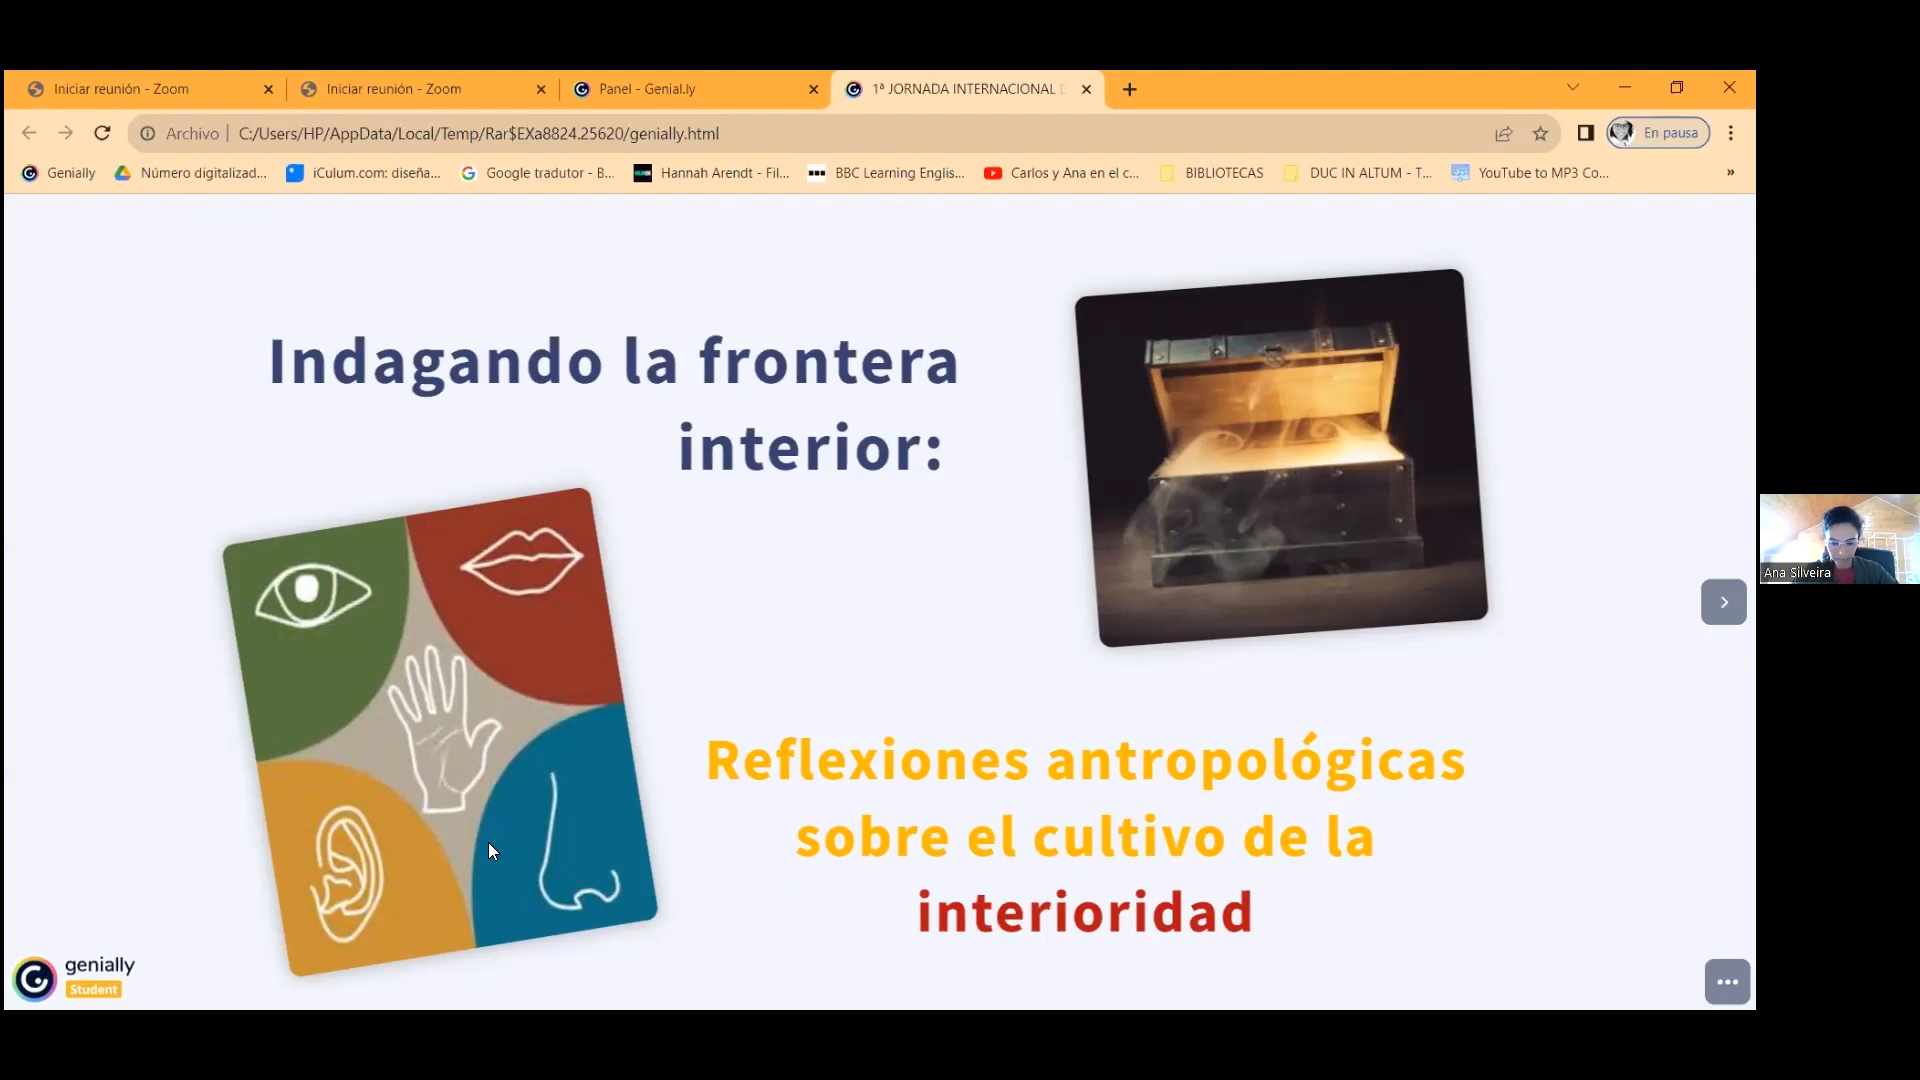 Iniciar reunión - Zoom
Iniciar reunión - Zoom
Panel - Genial.ly
1ª JORNADA INTERNACIONAL
Archivo
C:/Users/HP/AppData/Local/Temp/Rar$EXa8824.25620/genially.html
En pausa
Genially
Número digitalizad...
iCulum.com: diseña...
Google tradutor - B...
Hannah Arendt - Fil...
BBC Learning Englis...
Carlos y Ana en el c...
BIBLIOTECAS
DUC IN ALTUM - T...
YouTube to MP3 Co...
»
Indagando la frontera
interior:
Reflexiones antropológicas
sobre el cultivo de la
interioridad
genially
Student
Ana Silveira